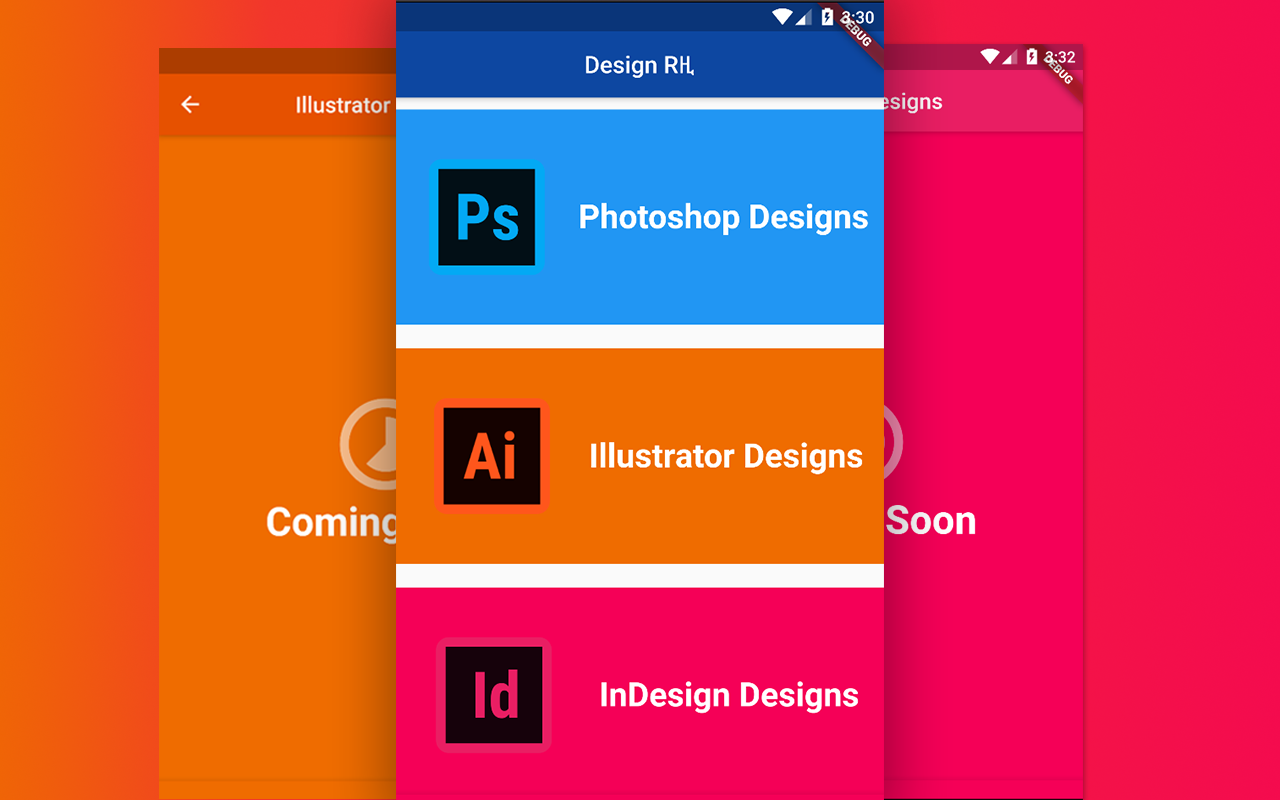 3:30
DEBUG
Design
Ps
Photoshop Designs
Ai
Illustrator Designs
Id
InDesign Designs
Illustrator
Coming
3:32
DEBUG
esigns
Soon